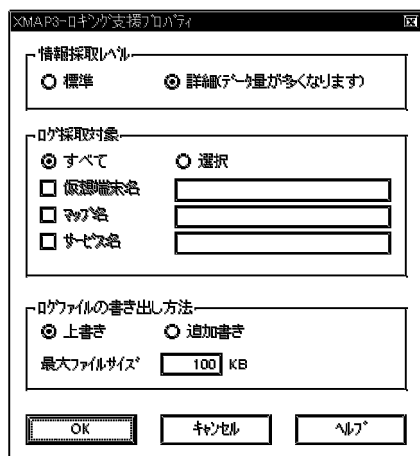 XMAP3-ロギング支援プロパティ
情報採取レベル
標準 詳細(データ量が多くなります)
ログ採取対象
すべて 選択
仮想端末名
マップ名
サービス名
ログファイルの書き出し方法
上書き 追加書き
最大ファイルサイズ 100 KB
OK キャンセル ヘルプ